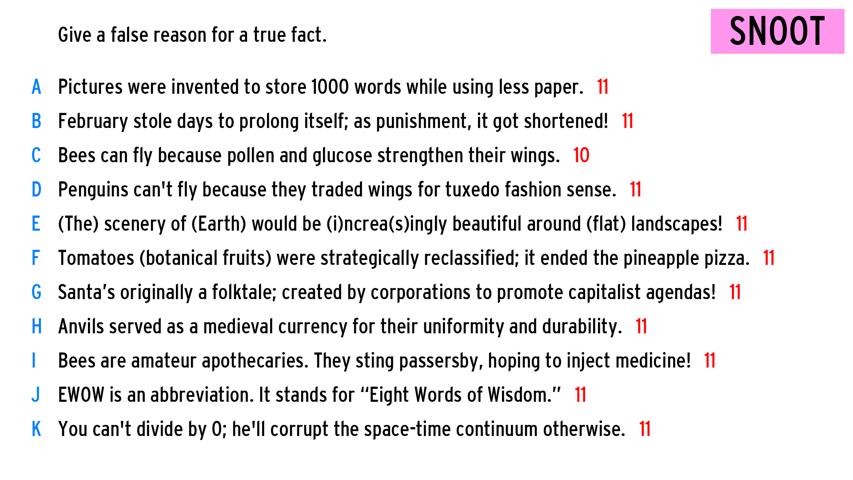 Give a false reason for a true fact.
SNOOT
A Pictures were invented to store 1000 words while using less paper. 11
B February stole days to prolong itself; as punishment, it got shortened! 11
C Bees can fly because pollen and glucose strengthen their wings. 10
D Penguins can't fly because they traded wings for tuxedo fashion sense. 11
E (The) scenery of (Earth) would be (i)ncrea(s)ingly beautiful around (flat) landscapes! 11
F Tomatoes (botanical fruits) were strategically reclassified; it ended the pineapple pizza. 11
G Santa's originally a folktale; created by corporations to promote capitalist agendas! 11
H Anvils served as a medieval currency for their uniformity and durability. 11
I Bees are amateur apothecaries. They sting passersby, hoping to inject medicine! 11
J EWOW is an abbreviation. It stands for “Eight Words of Wisdom.” 11
K You can't divide by 0; he'll corrupt the space-time continuum otherwise. 11